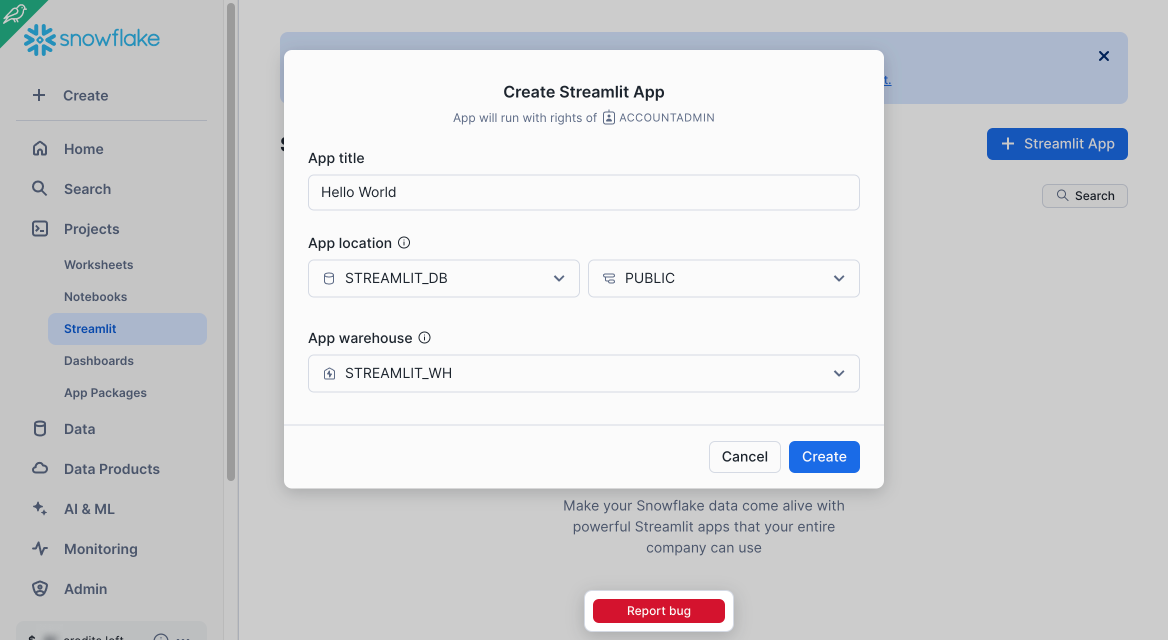 snowflake
Create
Home
Search
Projects
Worksheets
Notebooks
Streamlit
Dashboards
App Packages
Data
Data Products
AI & ML
Monitoring
Admin
credits left
t.
Streamlit App
Search
Create Streamlit App
App will run with rights of ACCOUNTADMIN
App title
Hello World
App location
STREAMLIT_DB PUBLIC
App warehouse
STREAMLIT_WH
Cancel Create
Make your Snowflake data come alive with
powerful Streamlit apps that your entire
company can use
Report bug